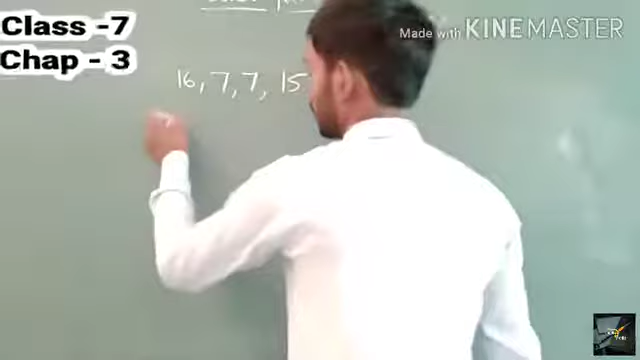 Class -7
Chap - 3
Made with KINEMASTER
16, 7, 7, 15